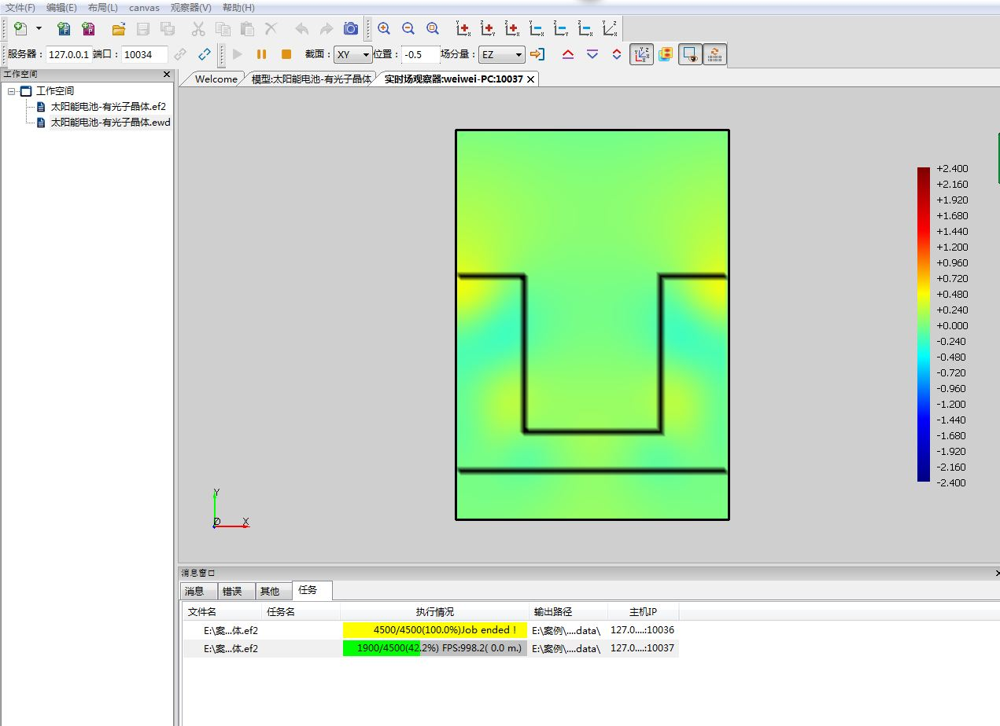 文件(F) 编辑(E) 布局(L) canvas 观察器(V) 帮助(H)
服务器： 127.0.0.1 端口： 10034 截面： XY 位置： -0.5 场分量： EZ
工作空间
Welcome 模型:太阳能电池-有光子晶体 实时场观察器:weiwei-PC:10037
工作空间
太阳能电池-有光子晶体.ef2
太阳能电池-有光子晶体.ewd
+2.400
+2.160
+1.920
+1.680
+1.440
+1.200
+0.960
+0.720
+0.480
+0.240
+0.000
-0.240
-0.480
-0.720
-0.960
-1.200
-1.440
-1.680
-1.920
-2.160
-2.400
Y
Z X
消息窗口
消息 错误 其他 任务
文件名 任务名 执行情况 输出路径 主机IP
E:\案...体.ef2 4500/4500(100.0%)Job ended ! E:\案例\....data\ 127.0....:10036
E:\案...体.ef2 1900/4500(42.2%) FPS:998.2( 0.0 m.) E:\案例\....data\ 127.0....:10037